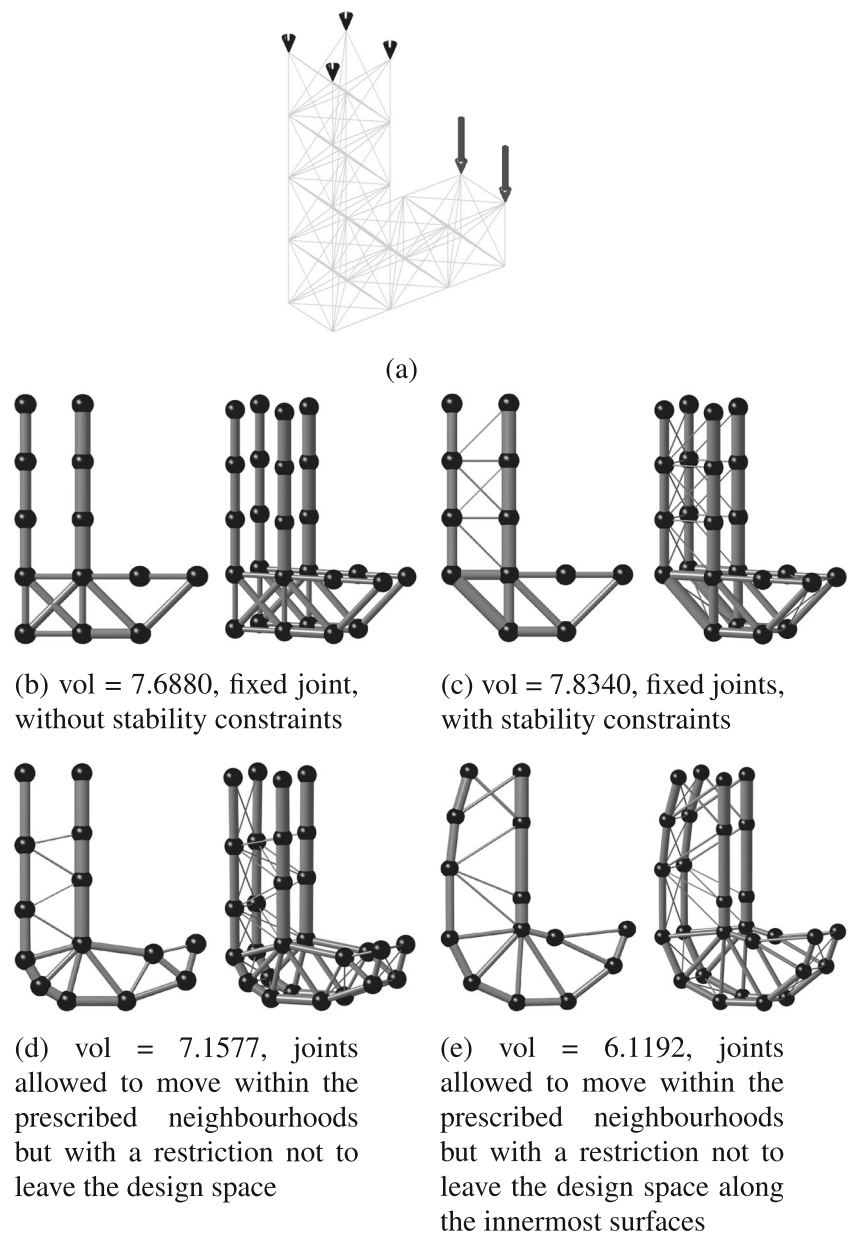 (a)
(b) vol = 7.6880, fixed joint,
without stability constraints
(c) vol = 7.8340, fixed joints,
with stability constraints
(d) vol = 7.1577, joints
allowed to move within the
prescribed neighbourhoods
but with a restriction not to
leave the design space
(e) vol = 6.1192, joints
allowed to move within the
prescribed neighbourhoods
but with a restriction not to
leave the design space along
the innermost surfaces